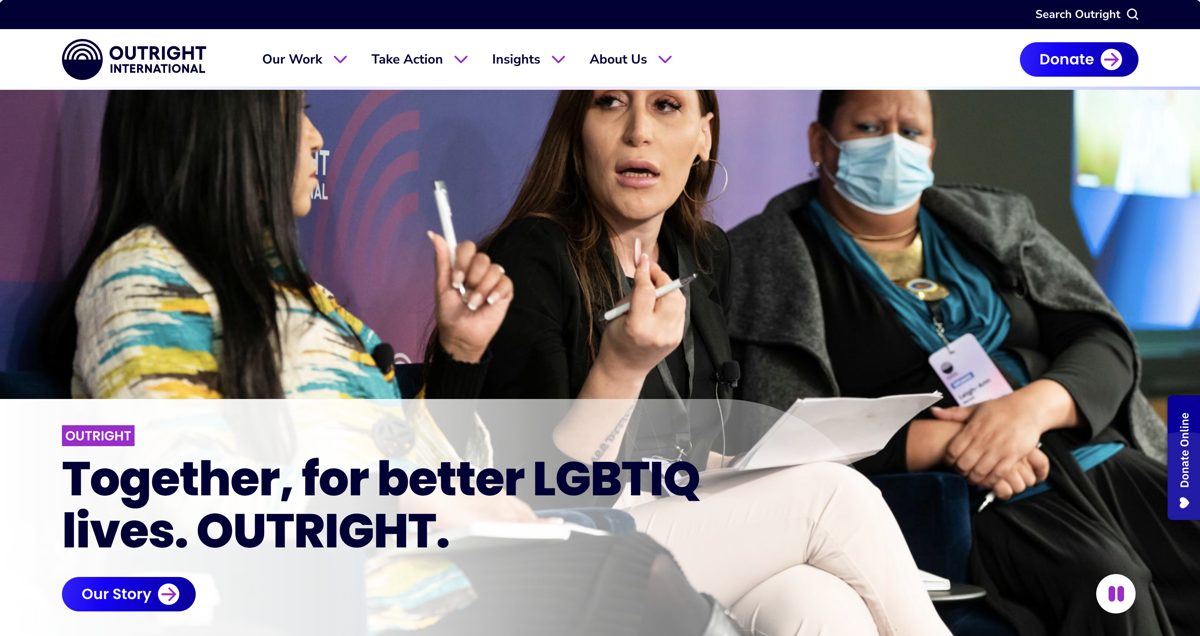 Search Outright
OUTRIGHT
INTERNATIONAL
Our Work
Take Action
Insights
About Us
Donate
Donate Online
OUTRIGHT
Together, for better LGBTIQ
lives. OUTRIGHT.
Our Story